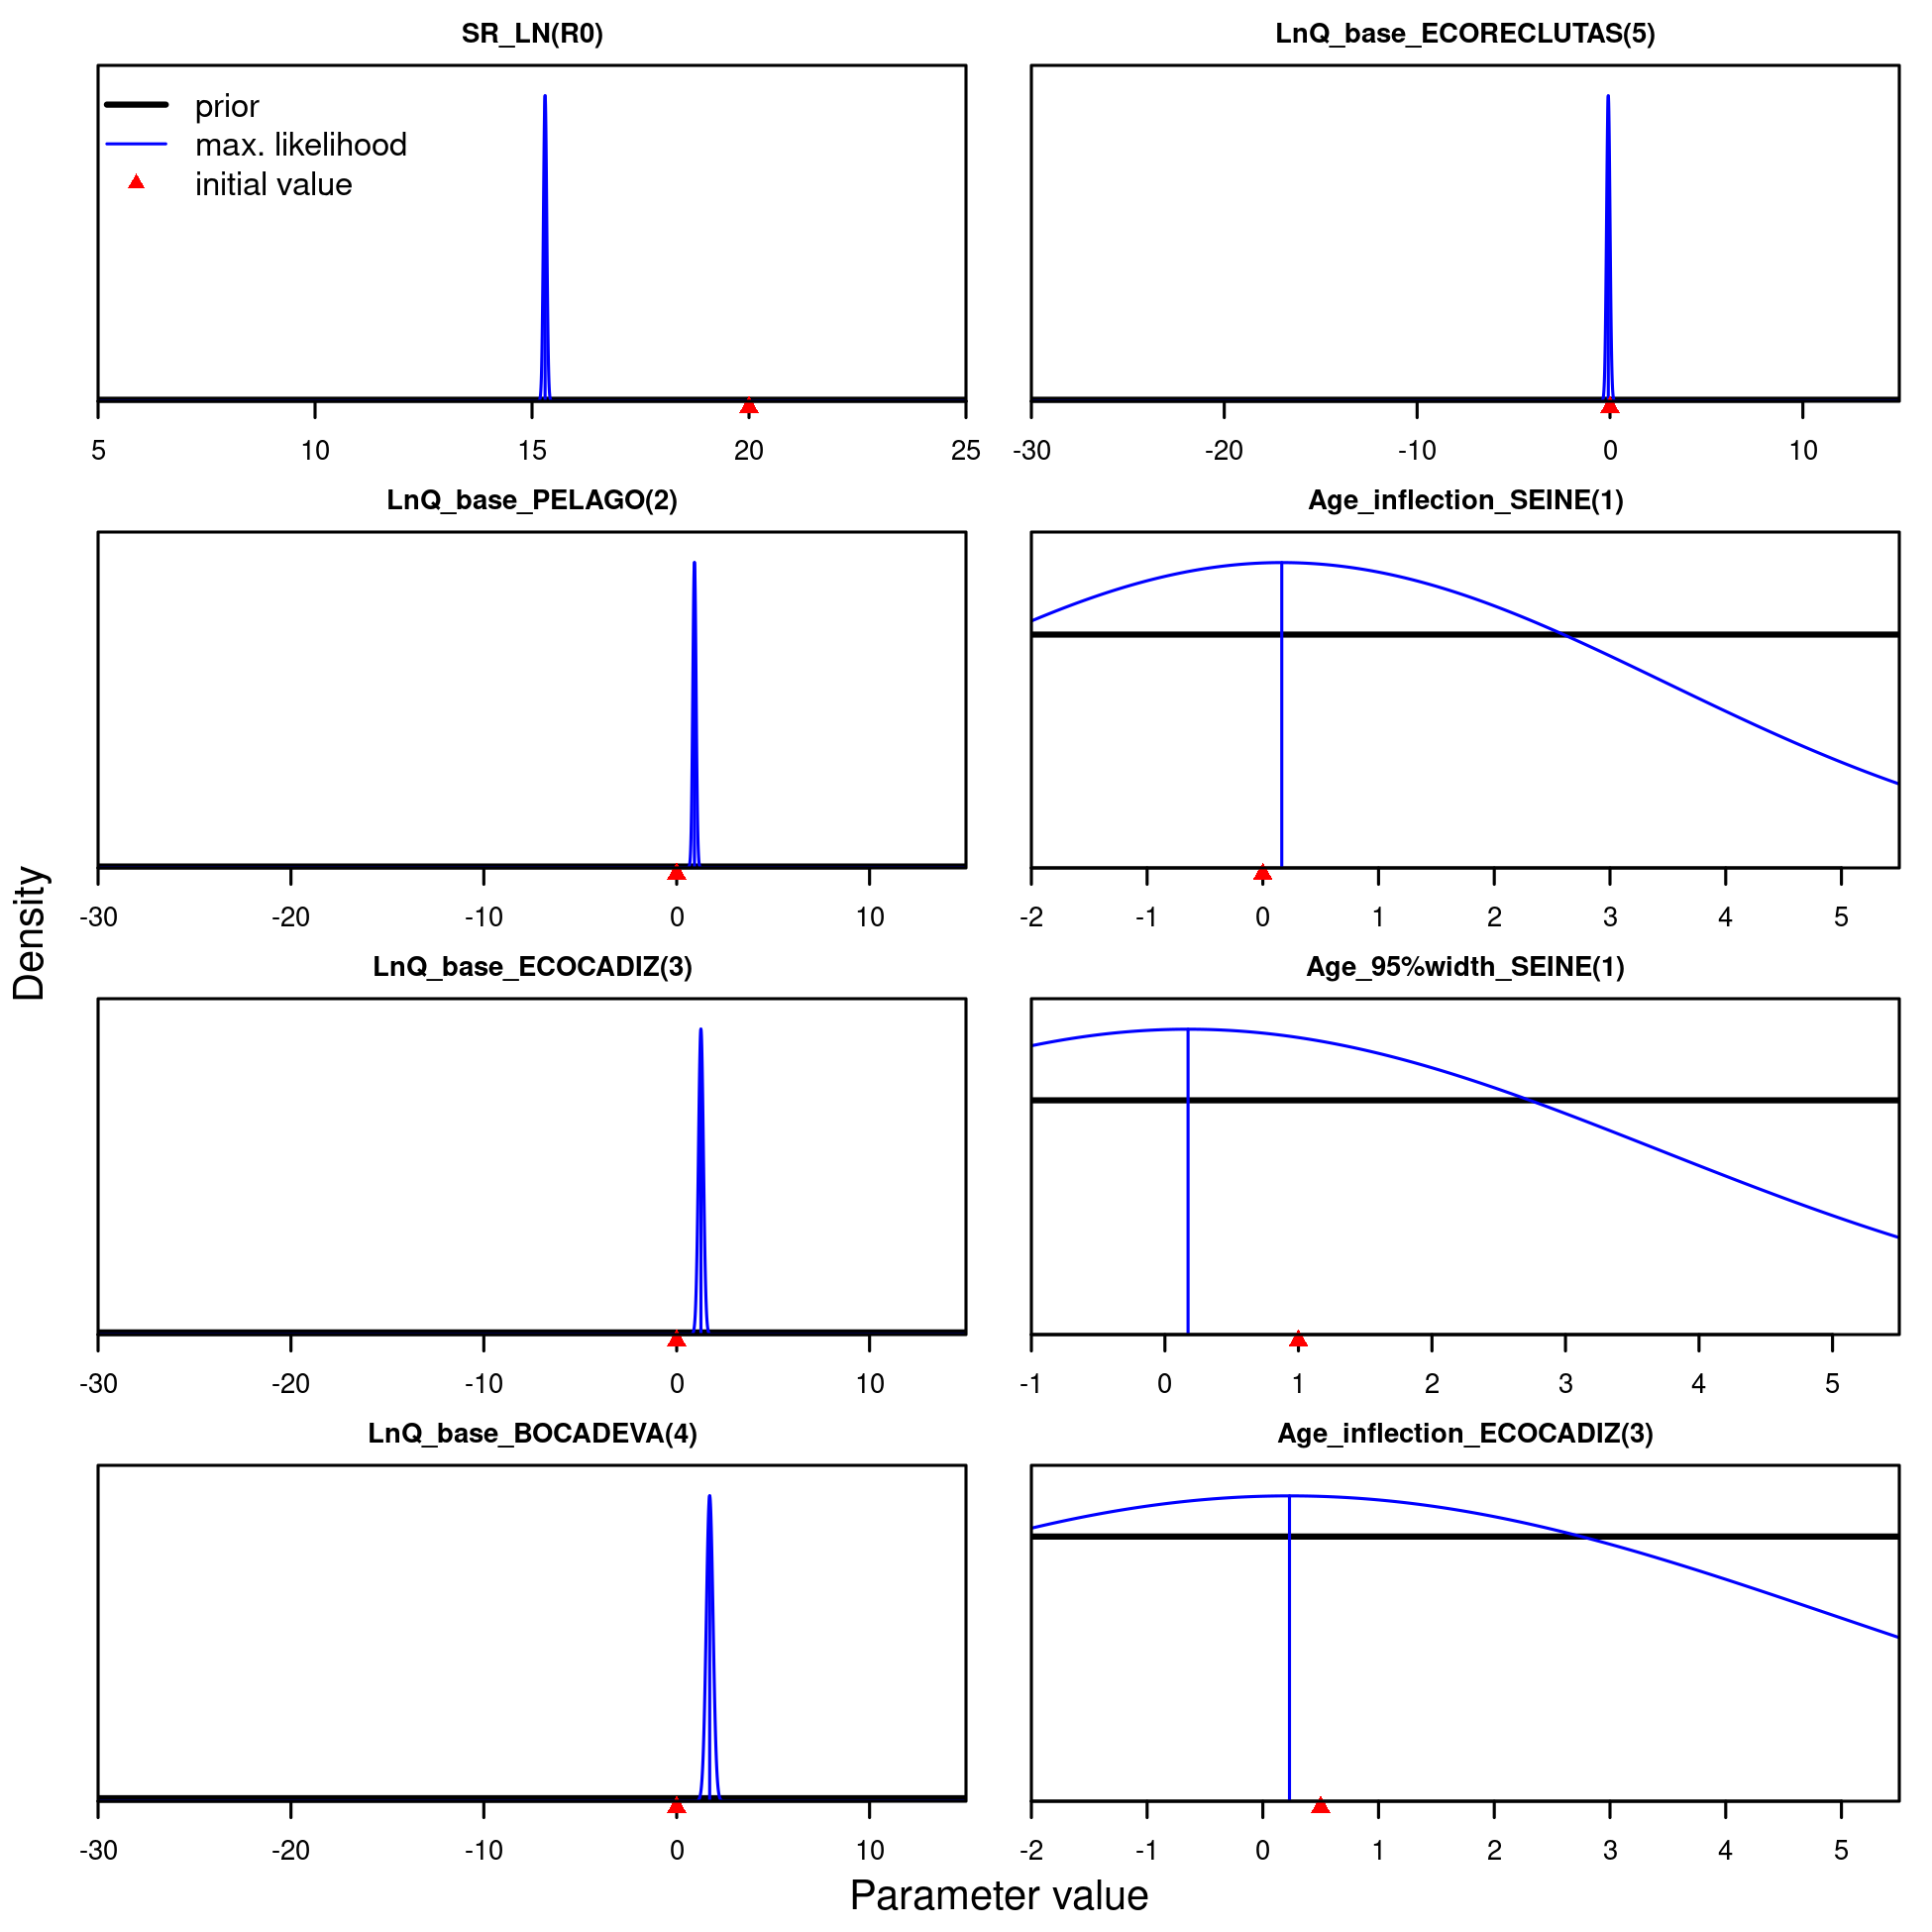 SR_LN(R0)
prior
max. likelihood
initial value
5 10 15 20 25
LnQ_base_ECORECLUTAS(5)
-30 -20 -10 0 10
LnQ_base_PELAGO(2)
-30 -20 -10 0 10
Age_inflection_SEINE(1)
-2 -1 0 1 2 3 4 5
LnQ_base_ECOCADIZ(3)
-30 -20 -10 0 10
Age_95%width_SEINE(1)
-1 0 1 2 3 4 5
LnQ_base_BOCADEVA(4)
-30 -20 -10 0 10
Age_inflection_ECOCADIZ(3)
-2 -1 0 1 2 3 4 5
Density
Parameter value